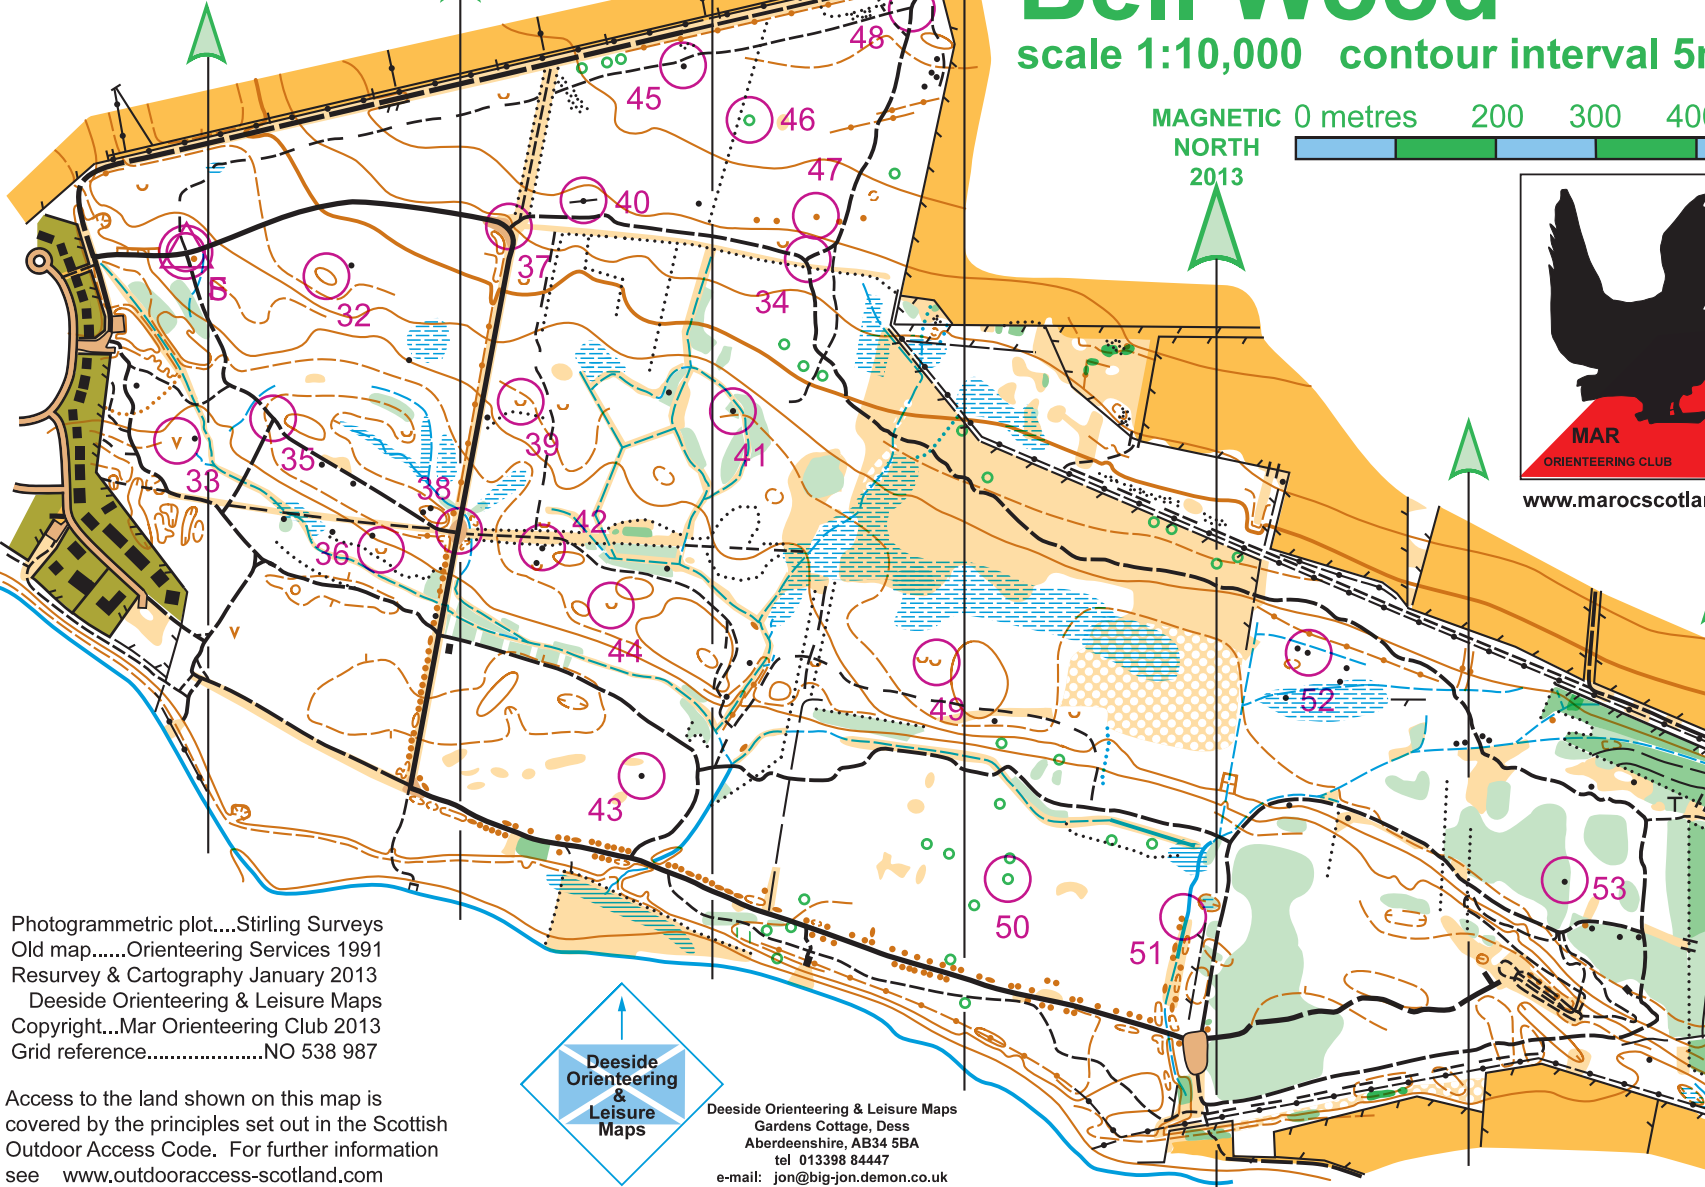 Bell Wood
scale 1:10,000 contour interval 5m
MAGNETIC
NORTH
2013
0 metres 200 300 400
MAR
ORIENTEERING CLUB
www.marocscotlan
48
45
46
47
40
37
34
32
S
F
39
41
35
33
38
42
36
44
49
52
43
50
51
53
T
Photogrammetric plot....Stirling Surveys
Old map......Orienteering Services 1991
Resurvey & Cartography January 2013
Deeside Orienteering & Leisure Maps
Copyright...Mar Orienteering Club 2013
Grid reference......................NO 538 987
Access to the land shown on this map is
covered by the principles set out in the Scottish
Outdoor Access Code. For further information
see www.outdooraccess-scotland.com
Deeside
Orienteering
&
Leisure
Maps
Deeside Orienteering & Leisure Maps
Gardens Cottage, Dess
Aberdeenshire, AB34 5BA
tel 013398 84447
e-mail: jon@big-jon.demon.co.uk